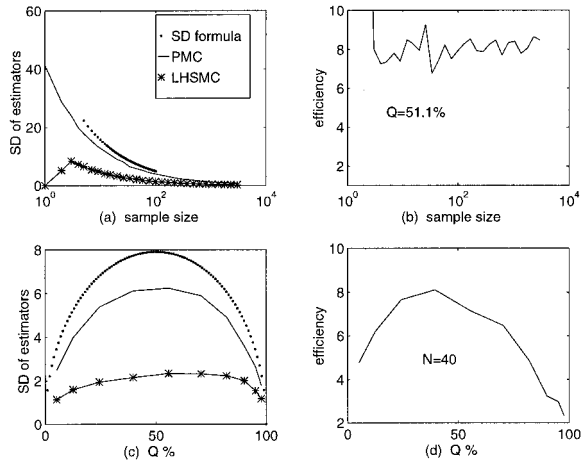 60
40
20
0
SD of estimators
SD formula
PMC
LHSMC
10^0
10^2
10^4
(a) sample size
10
8
6
4
2
efficiency
Q=51.1%
10^0
10^2
10^4
(b) sample size
8
6
4
2
0
SD of estimators
0
50
100
(c) Q %
10
8
6
4
2
efficiency
N=40
0
50
100
(d) Q %